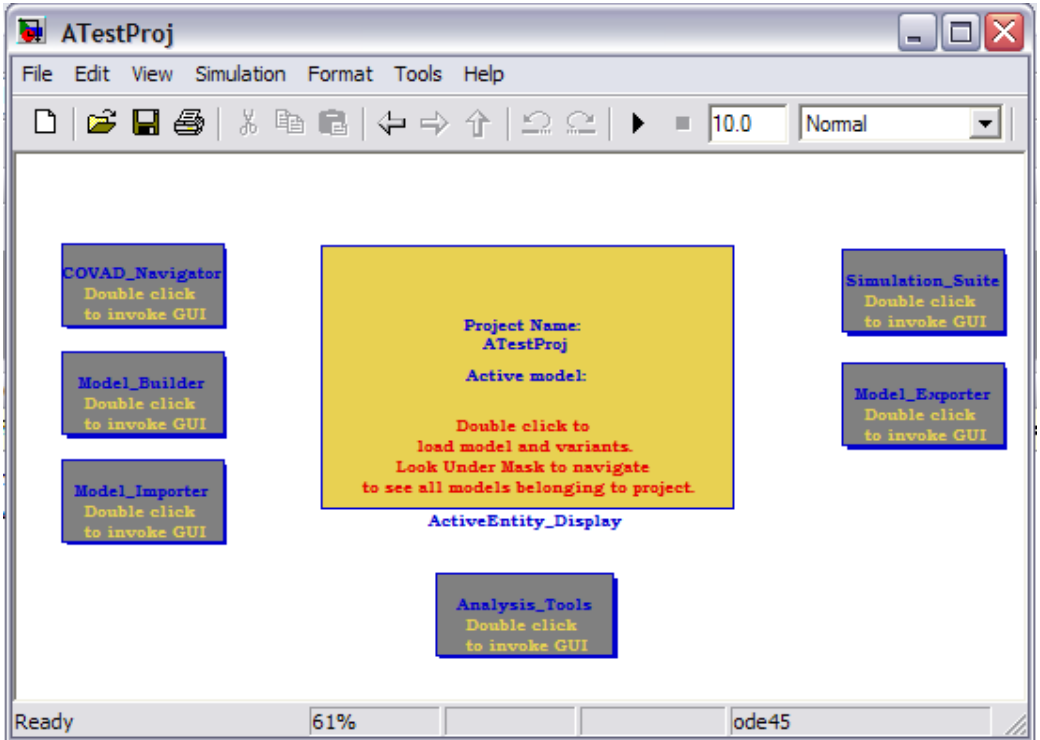 ATestProj
File Edit View Simulation Format Tools Help
10.0 Normal
COVAD_Navigator
Double click
to invoke GUI
Model_Builder
Double click
to invoke GUI
Model_Importer
Double click
to invoke GUI
Project Name:
ATestProj
Active model:
Double click to
load model and variants.
Look Under Mask to navigate
to see all models belonging to project.
ActiveEntity_Display
Simulation_Suite
Double click
to invoke GUI
Model_Exporter
Double click
to invoke GUI
Analysis_Tools
Double click
to invoke GUI
Ready 61% ode45